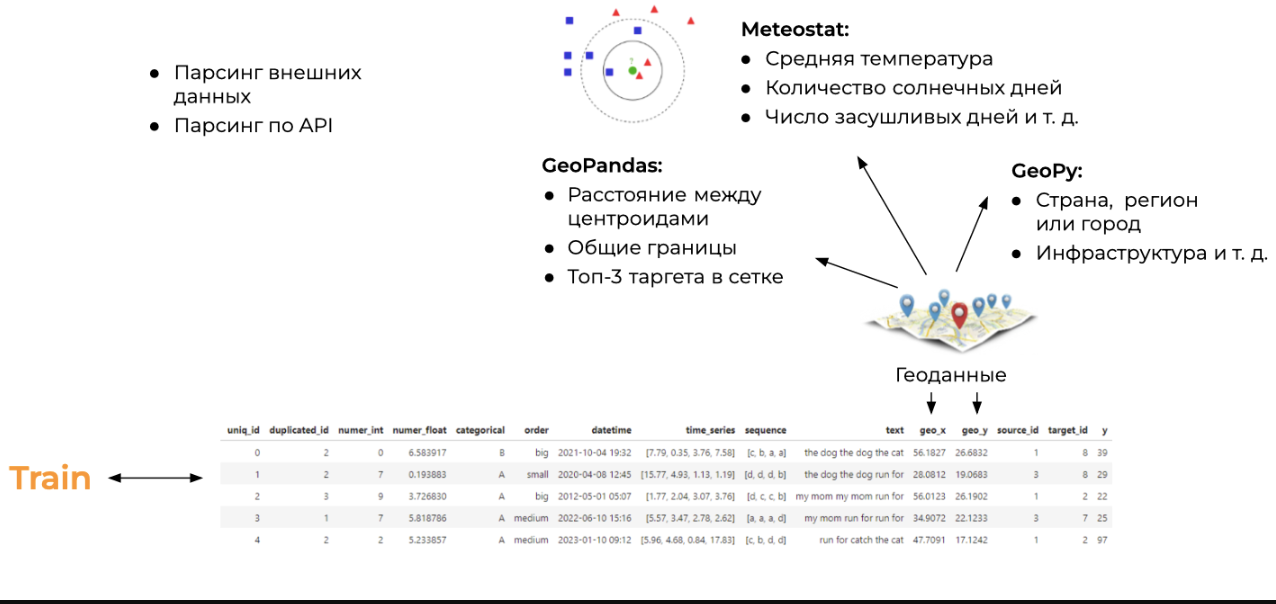 Парсинг внешних
данных
Парсинг по API
?
Meteostat:
Средняя температура
Количество солнечных дней
Число засушливых дней и т. д.
GeoPandas:
Расстояние между
центроидами
Общие границы
Топ-3 таргета в сетке
GeoPy:
Страна, регион
или город
Инфраструктура и т. д.
Геоданные
Train
uniq_id duplicated_id numer_int numer_float categorical order datetime time_series sequence text geo_x geo_y source_id target_id y
0 2 0 6.583917 B big 2021-10-04 19:32 [7.79, 0.35, 3.76, 7.58] [c, b, a, a] the dog the dog the cat 56.1827 26.6832 1 8 39
1 2 7 0.193883 A small 2020-04-08 12:45 [15.77, 4.93, 1.13, 1.19] [d, d, d, b] the dog the dog run for 28.0812 19.0683 3 8 29
2 3 9 3.726830 A big 2012-05-01 05:07 [1.77, 2.04, 3.07, 3.76] [d, c, c, b] my mom my mom run for 56.0123 26.1902 1 2 22
3 1 7 5.818786 A medium 2022-06-10 15:16 [5.57, 3.47, 2.78, 2.62] [a, a, a, d] my mom run for run for 34.9072 22.1233 3 7 25
4 2 2 5.233857 A medium 2023-01-10 09:12 [5.96, 4.68, 0.84, 17.83] [c, b, d, d] run for catch the cat 47.7091 17.1242 1 2 97